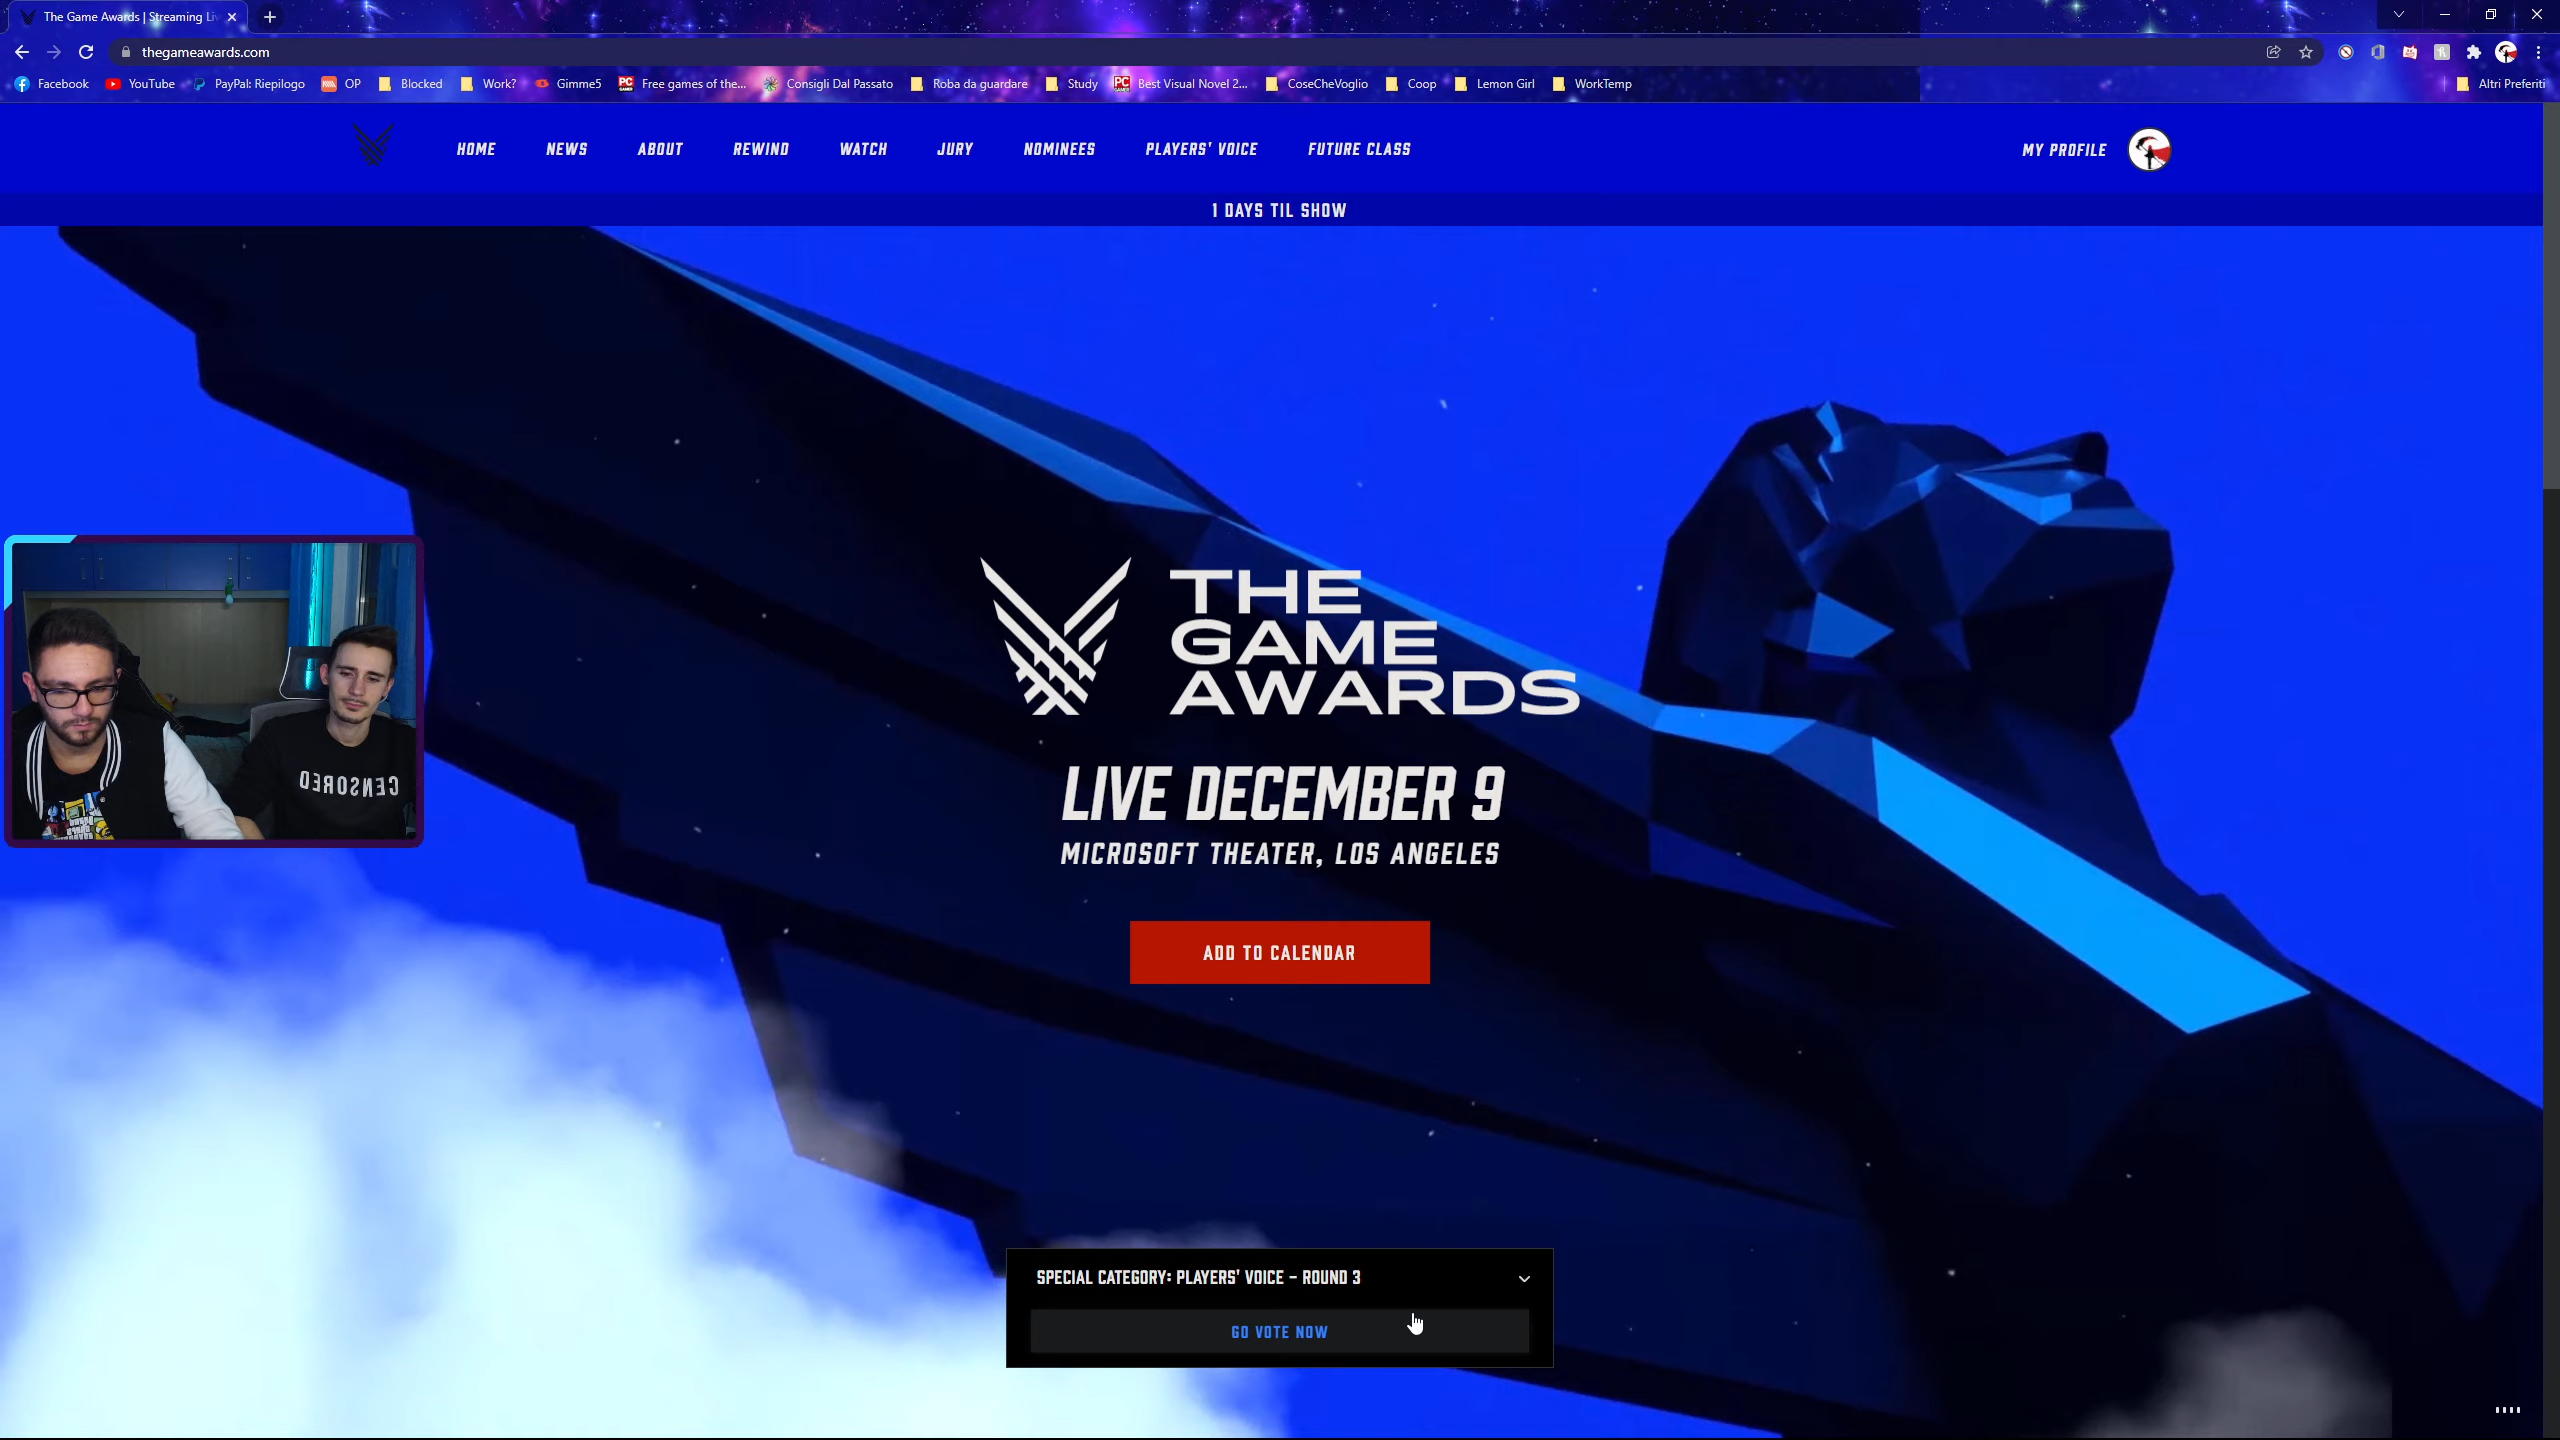 The Game Awards | Streaming Li
thegameawards.com
Facebook YouTube PayPal: Riepilogo OP Blocked Work? Gimme5 Free games of the... Consigli Dal Passato Roba da guardare Study Best Visual Novel 2... CoseCheVoglio Coop Lemon Girl WorkTemp Altri Preferiti
HOME NEWS ABOUT REWIND WATCH JURY NOMINEES PLAYERS' VOICE FUTURE CLASS MY PROFILE
1 DAYS TIL SHOW
THE
GAME
AWARDS
LIVE DECEMBER 9
MICROSOFT THEATER, LOS ANGELES
CENSORED
ADD TO CALENDAR
SPECIAL CATEGORY: PLAYERS' VOICE – ROUND 3
GO VOTE NOW